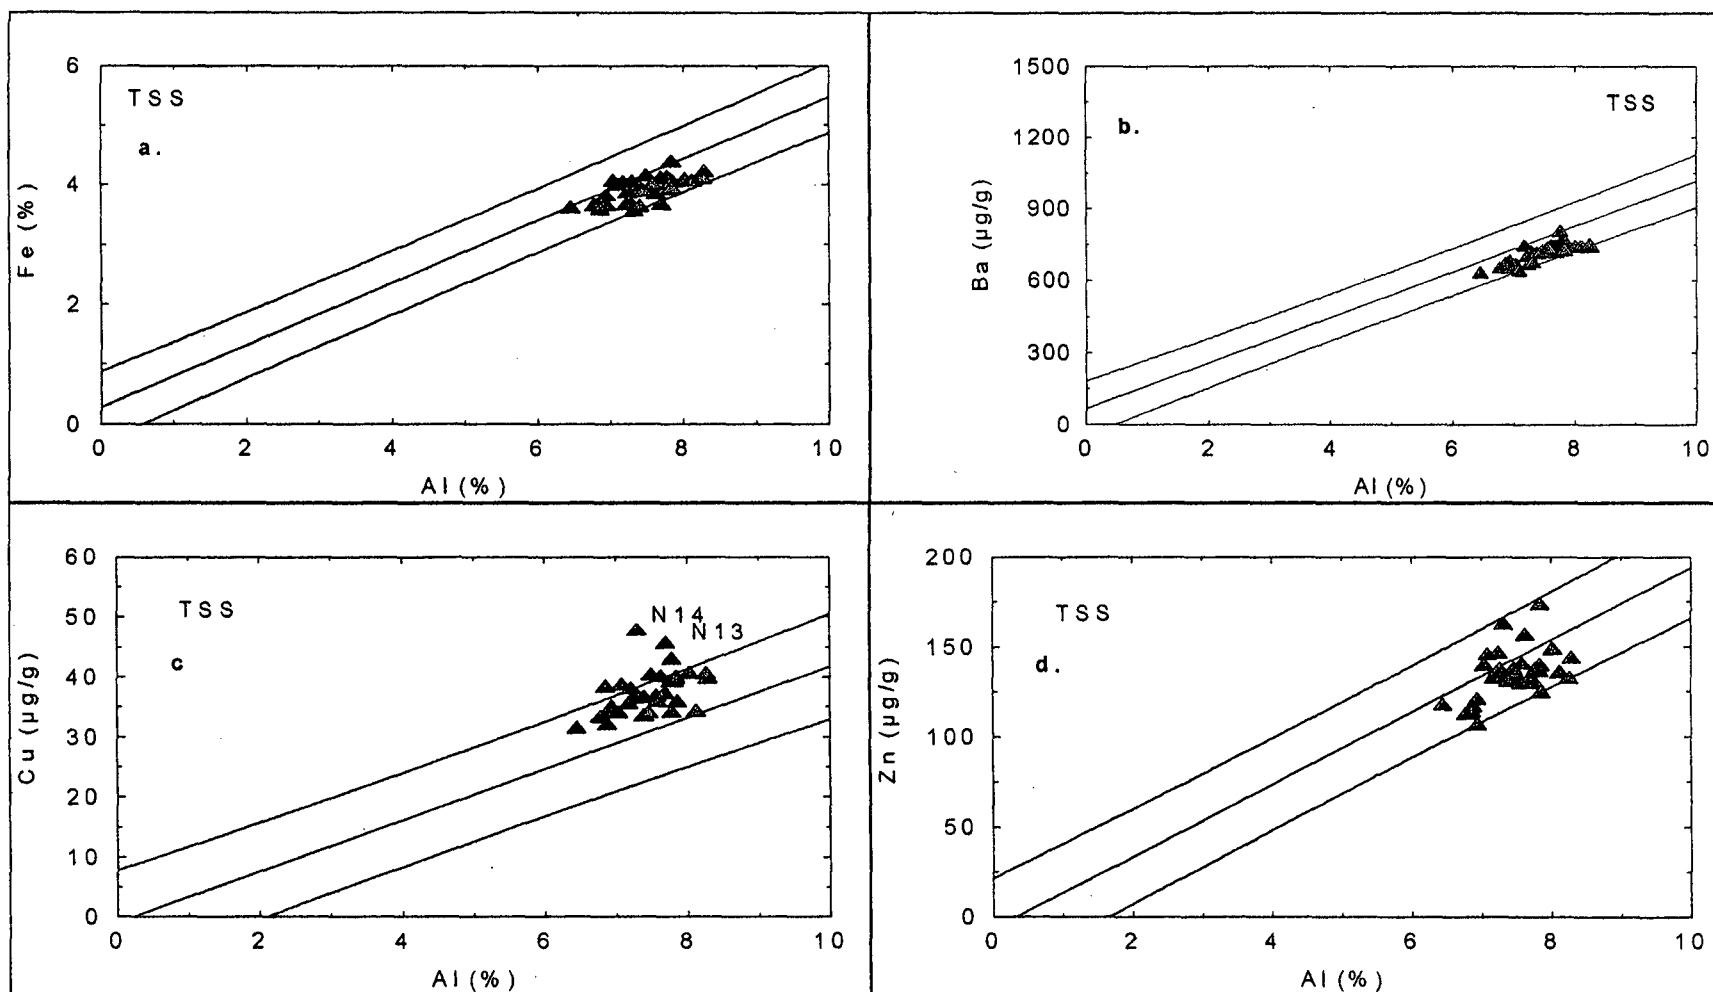 6
TSS
a.
4
Fe (%)
2
0
0 2 4 6 8 10
Al (%)
1500
TSS
b.
1200
900
Ba (µg/g)
600
300
0
0 2 4 6 8 10
Al (%)
60
50
TSS
N14
N13
40
c
30
Cu (µg/g)
20
10
0
0 2 4 6 8 10
Al (%)
200
TSS
150
d.
100
Zn (µg/g)
50
0
0 2 4 6 8 10
Al (%)